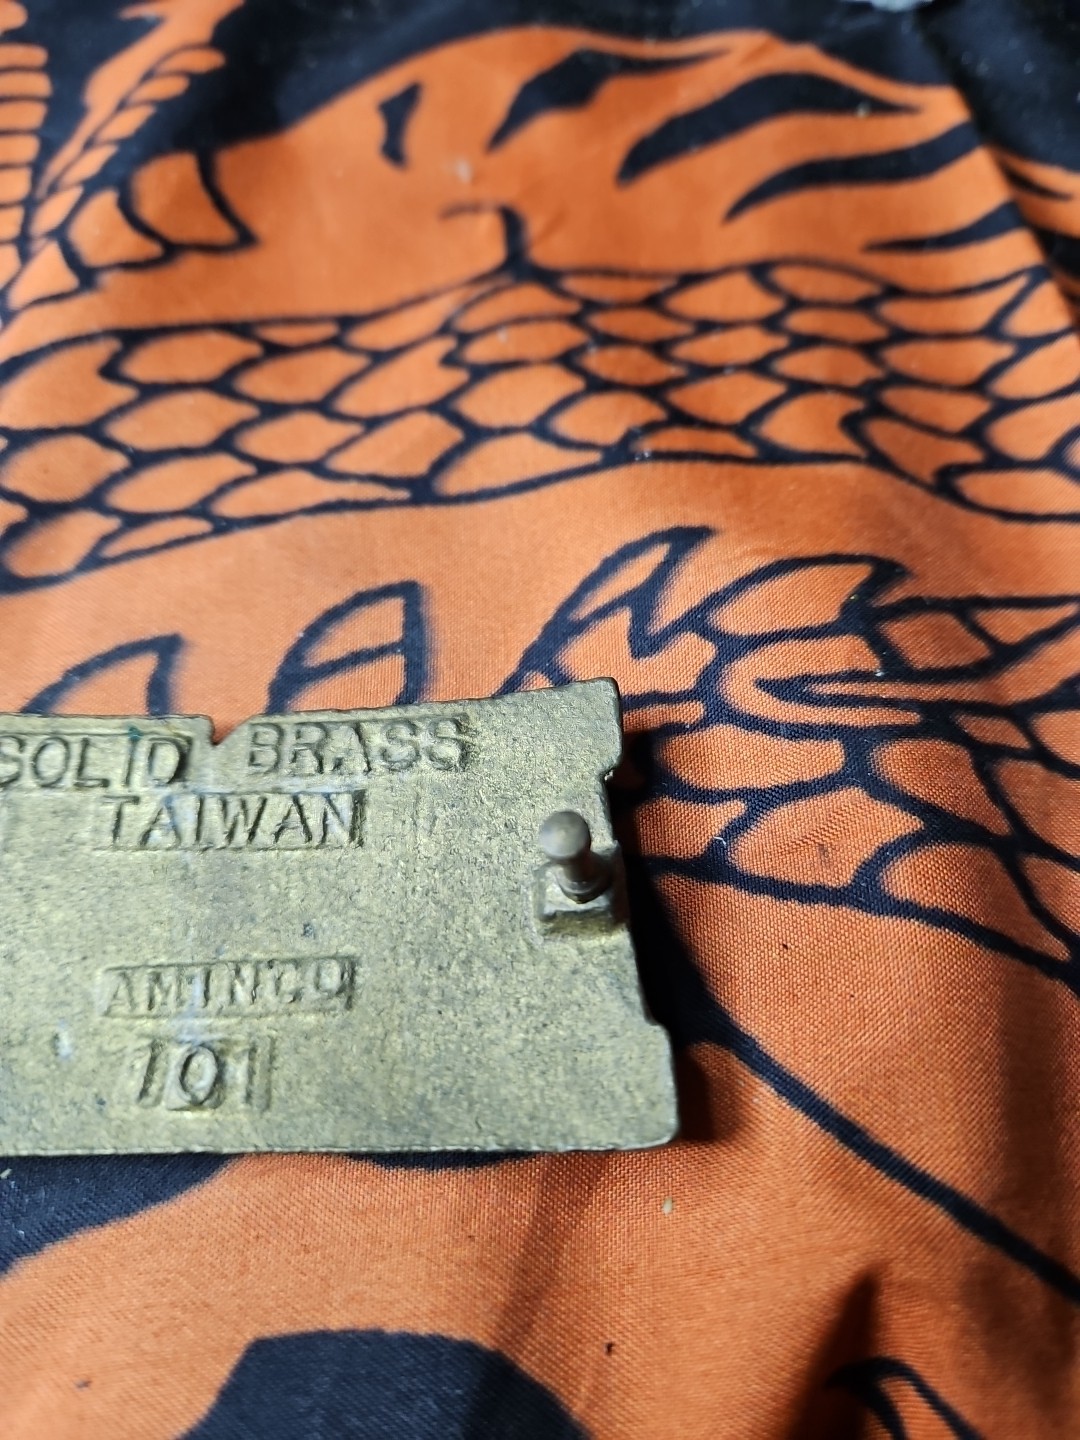 SOLID BRASS
TAIWAN
AMINCO
101